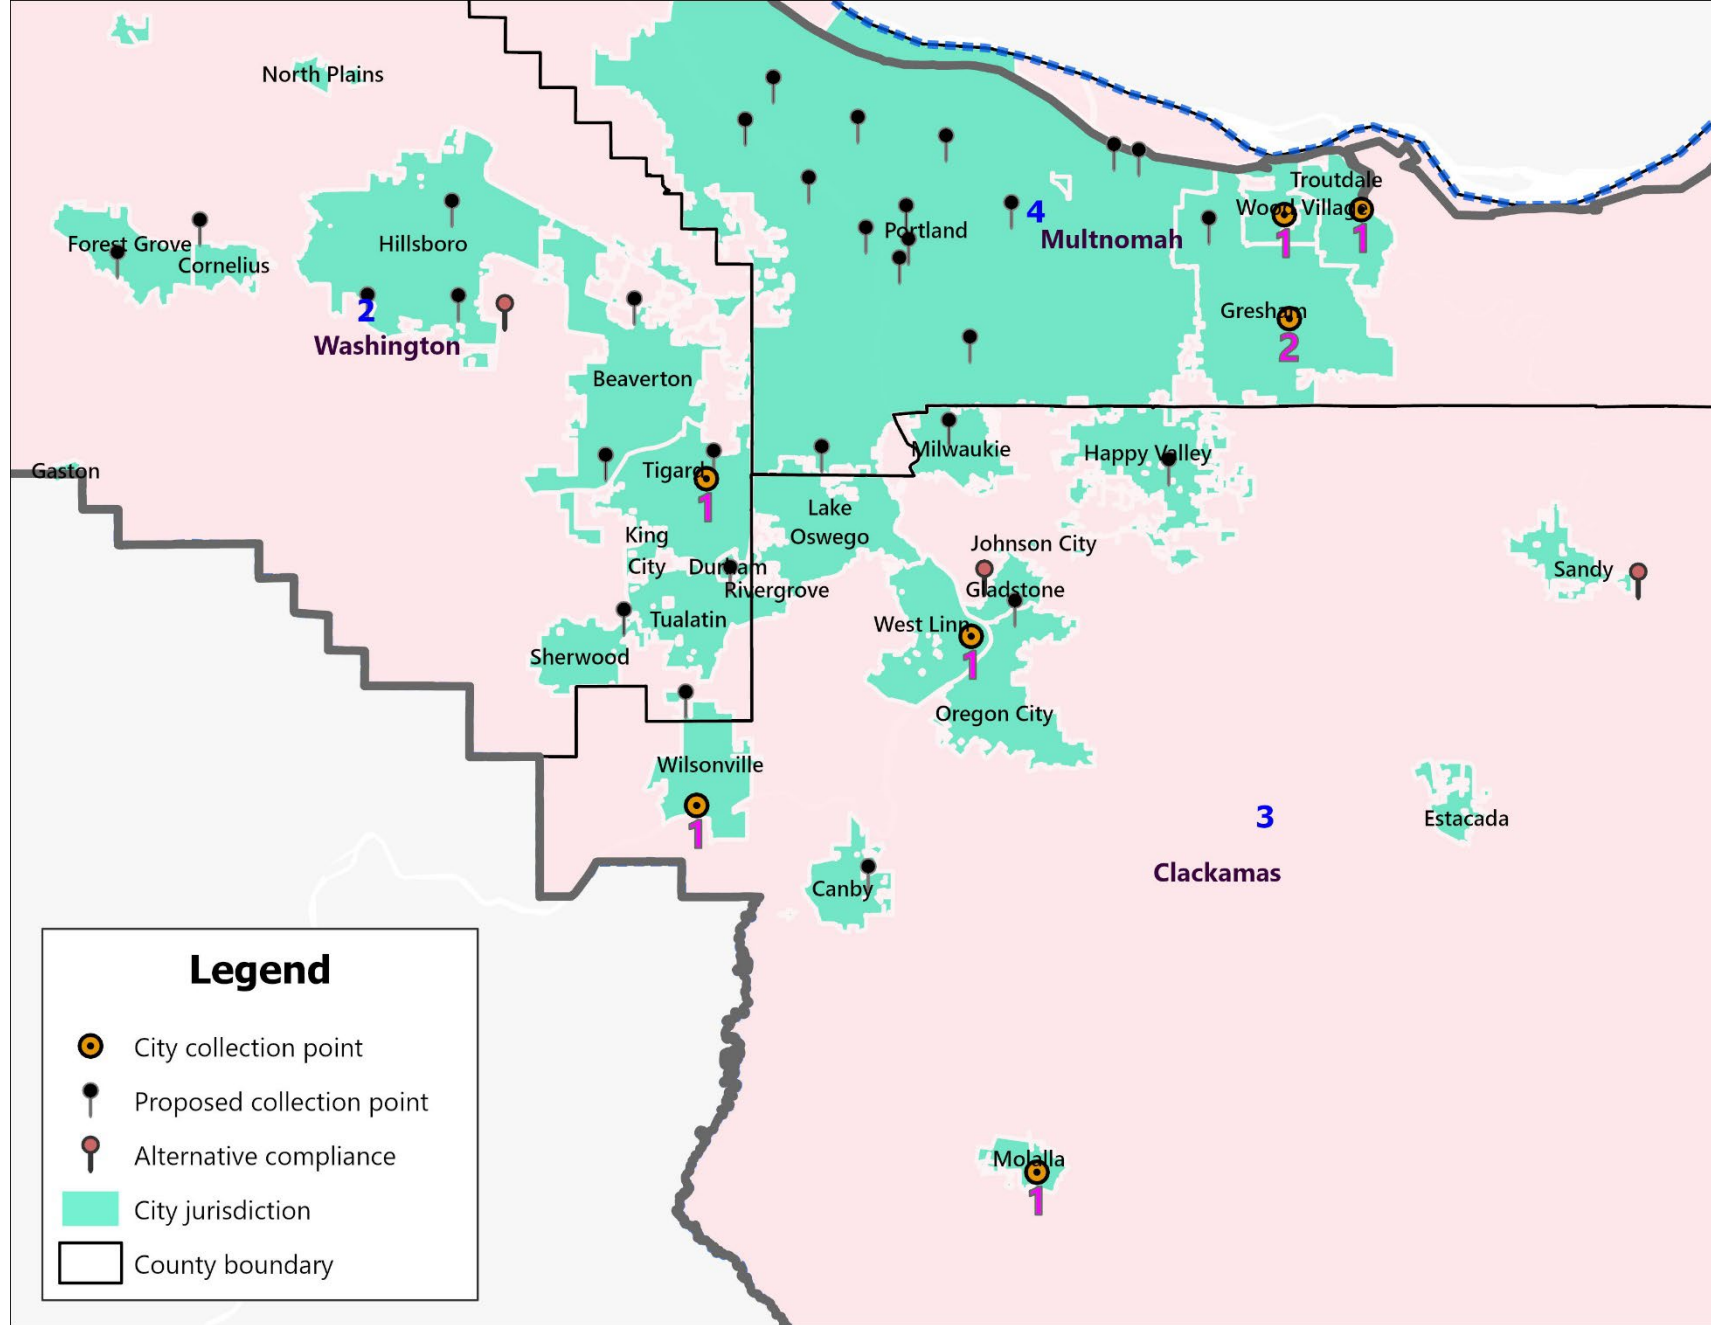 North Plains
Troutdale
Wood Village
1
1
4
Portland
Multnomah
Forest Grove
Cornelius
Hillsboro
2
Washington
Gresham
2
Beaverton
Milwaukie
Happy Valley
Gaston
Tigard
1
Lake
Oswego
King
City
Durham
Rivergrove
Johnson City
Gladstone
Sandy
Tualatin
West Linn
1
Sherwood
Oregon City
Wilsonville
1
3
Estacada
Clackamas
Canby
Molalla
1
Legend
City collection point
Proposed collection point
Alternative compliance
City jurisdiction
County boundary